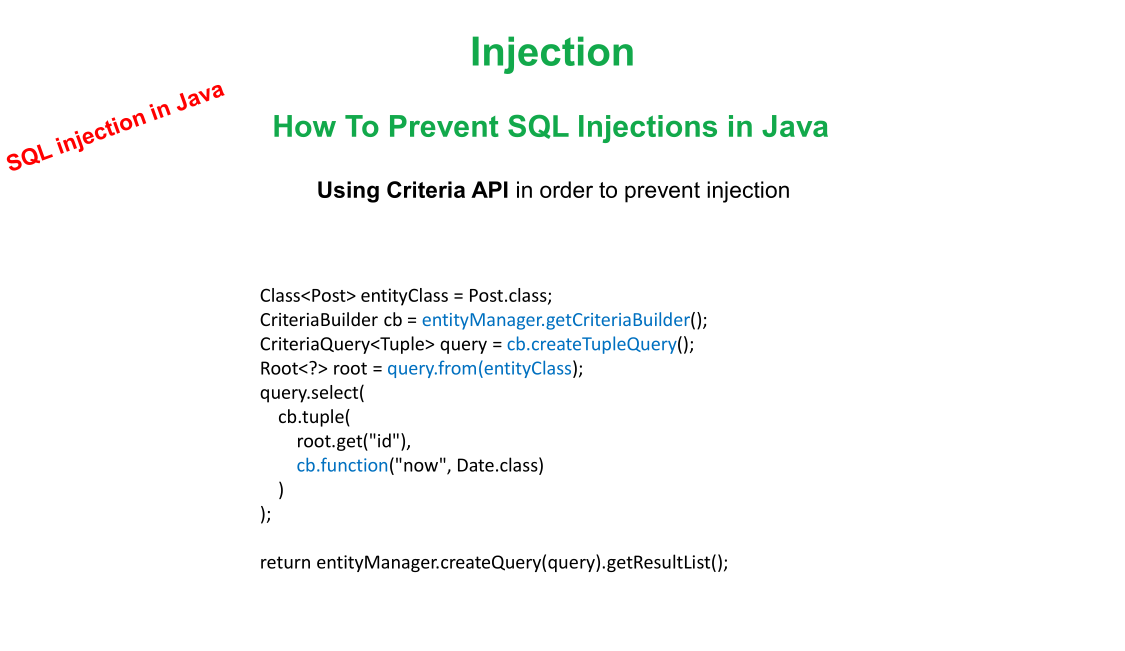 Injection
SQL injection in Java
How To Prevent SQL Injections in Java
Using Criteria API in order to prevent injection
Class<Post> entityClass = Post.class;
CriteriaBuilder cb = entityManager.getCriteriaBuilder();
CriteriaQuery<Tuple> query = cb.createTupleQuery();
Root<?> root = query.from(entityClass);
query.select(
    cb.tuple(
        root.get("id"),
        cb.function("now", Date.class)
    )
);
return entityManager.createQuery(query).getResultList();